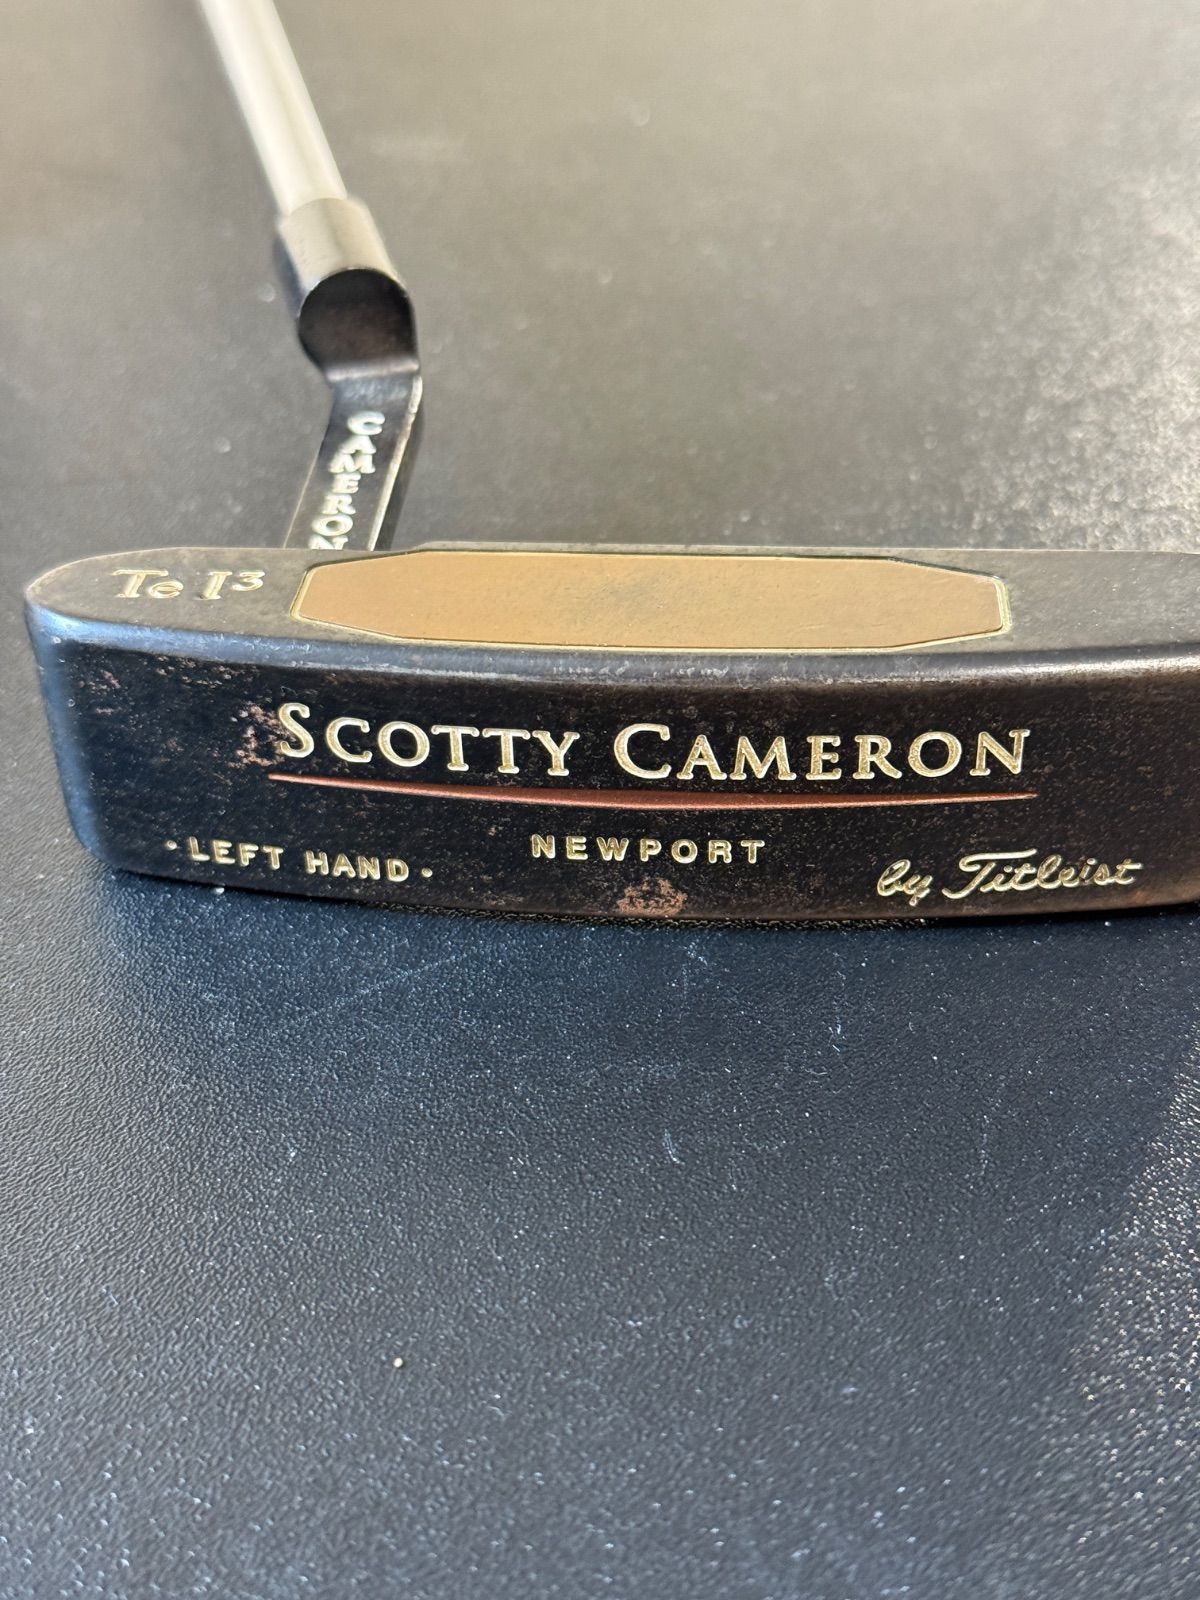 CAMERON
Te I³
SCOTTY CAMERON
NEWPORT
· LEFT HAND ·
by Titleist